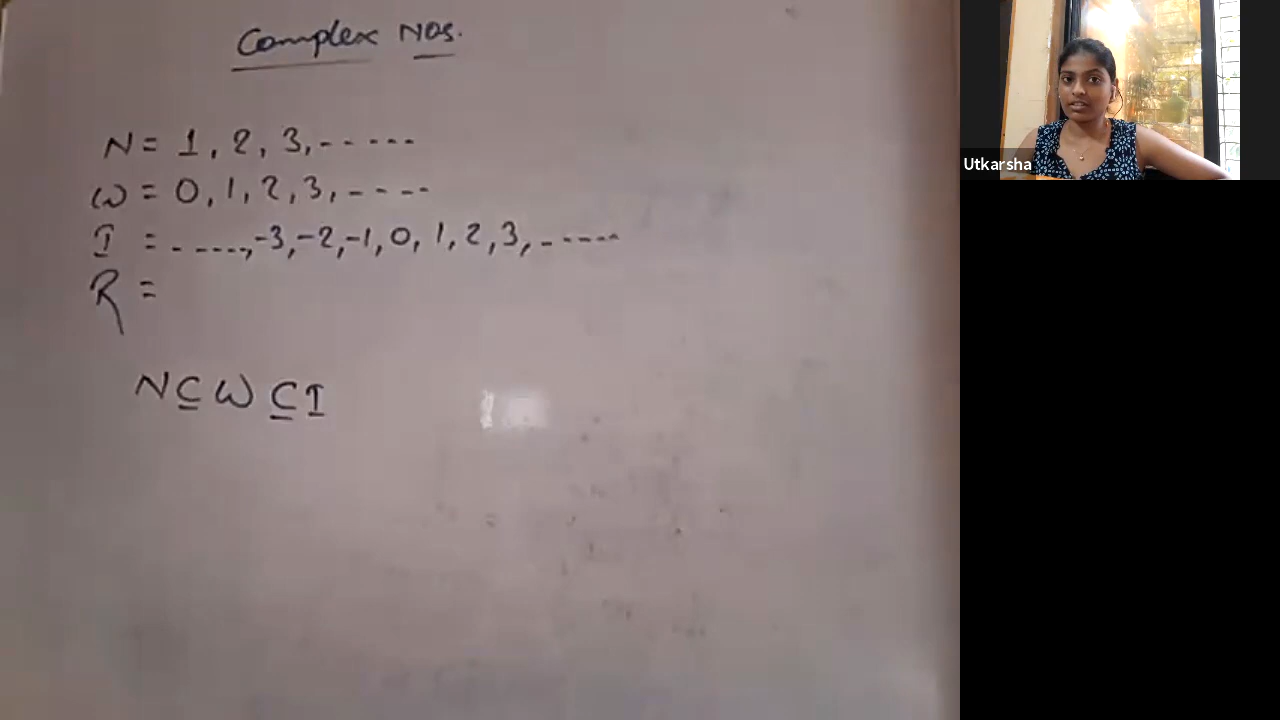 Complex Nos.
N = 1, 2, 3, -----
W = 0, 1, 2, 3, ----
I = -----, -3, -2, -1, 0, 1, 2, 3, ------
R =
N ⊆ W ⊆ I
Utkarsha